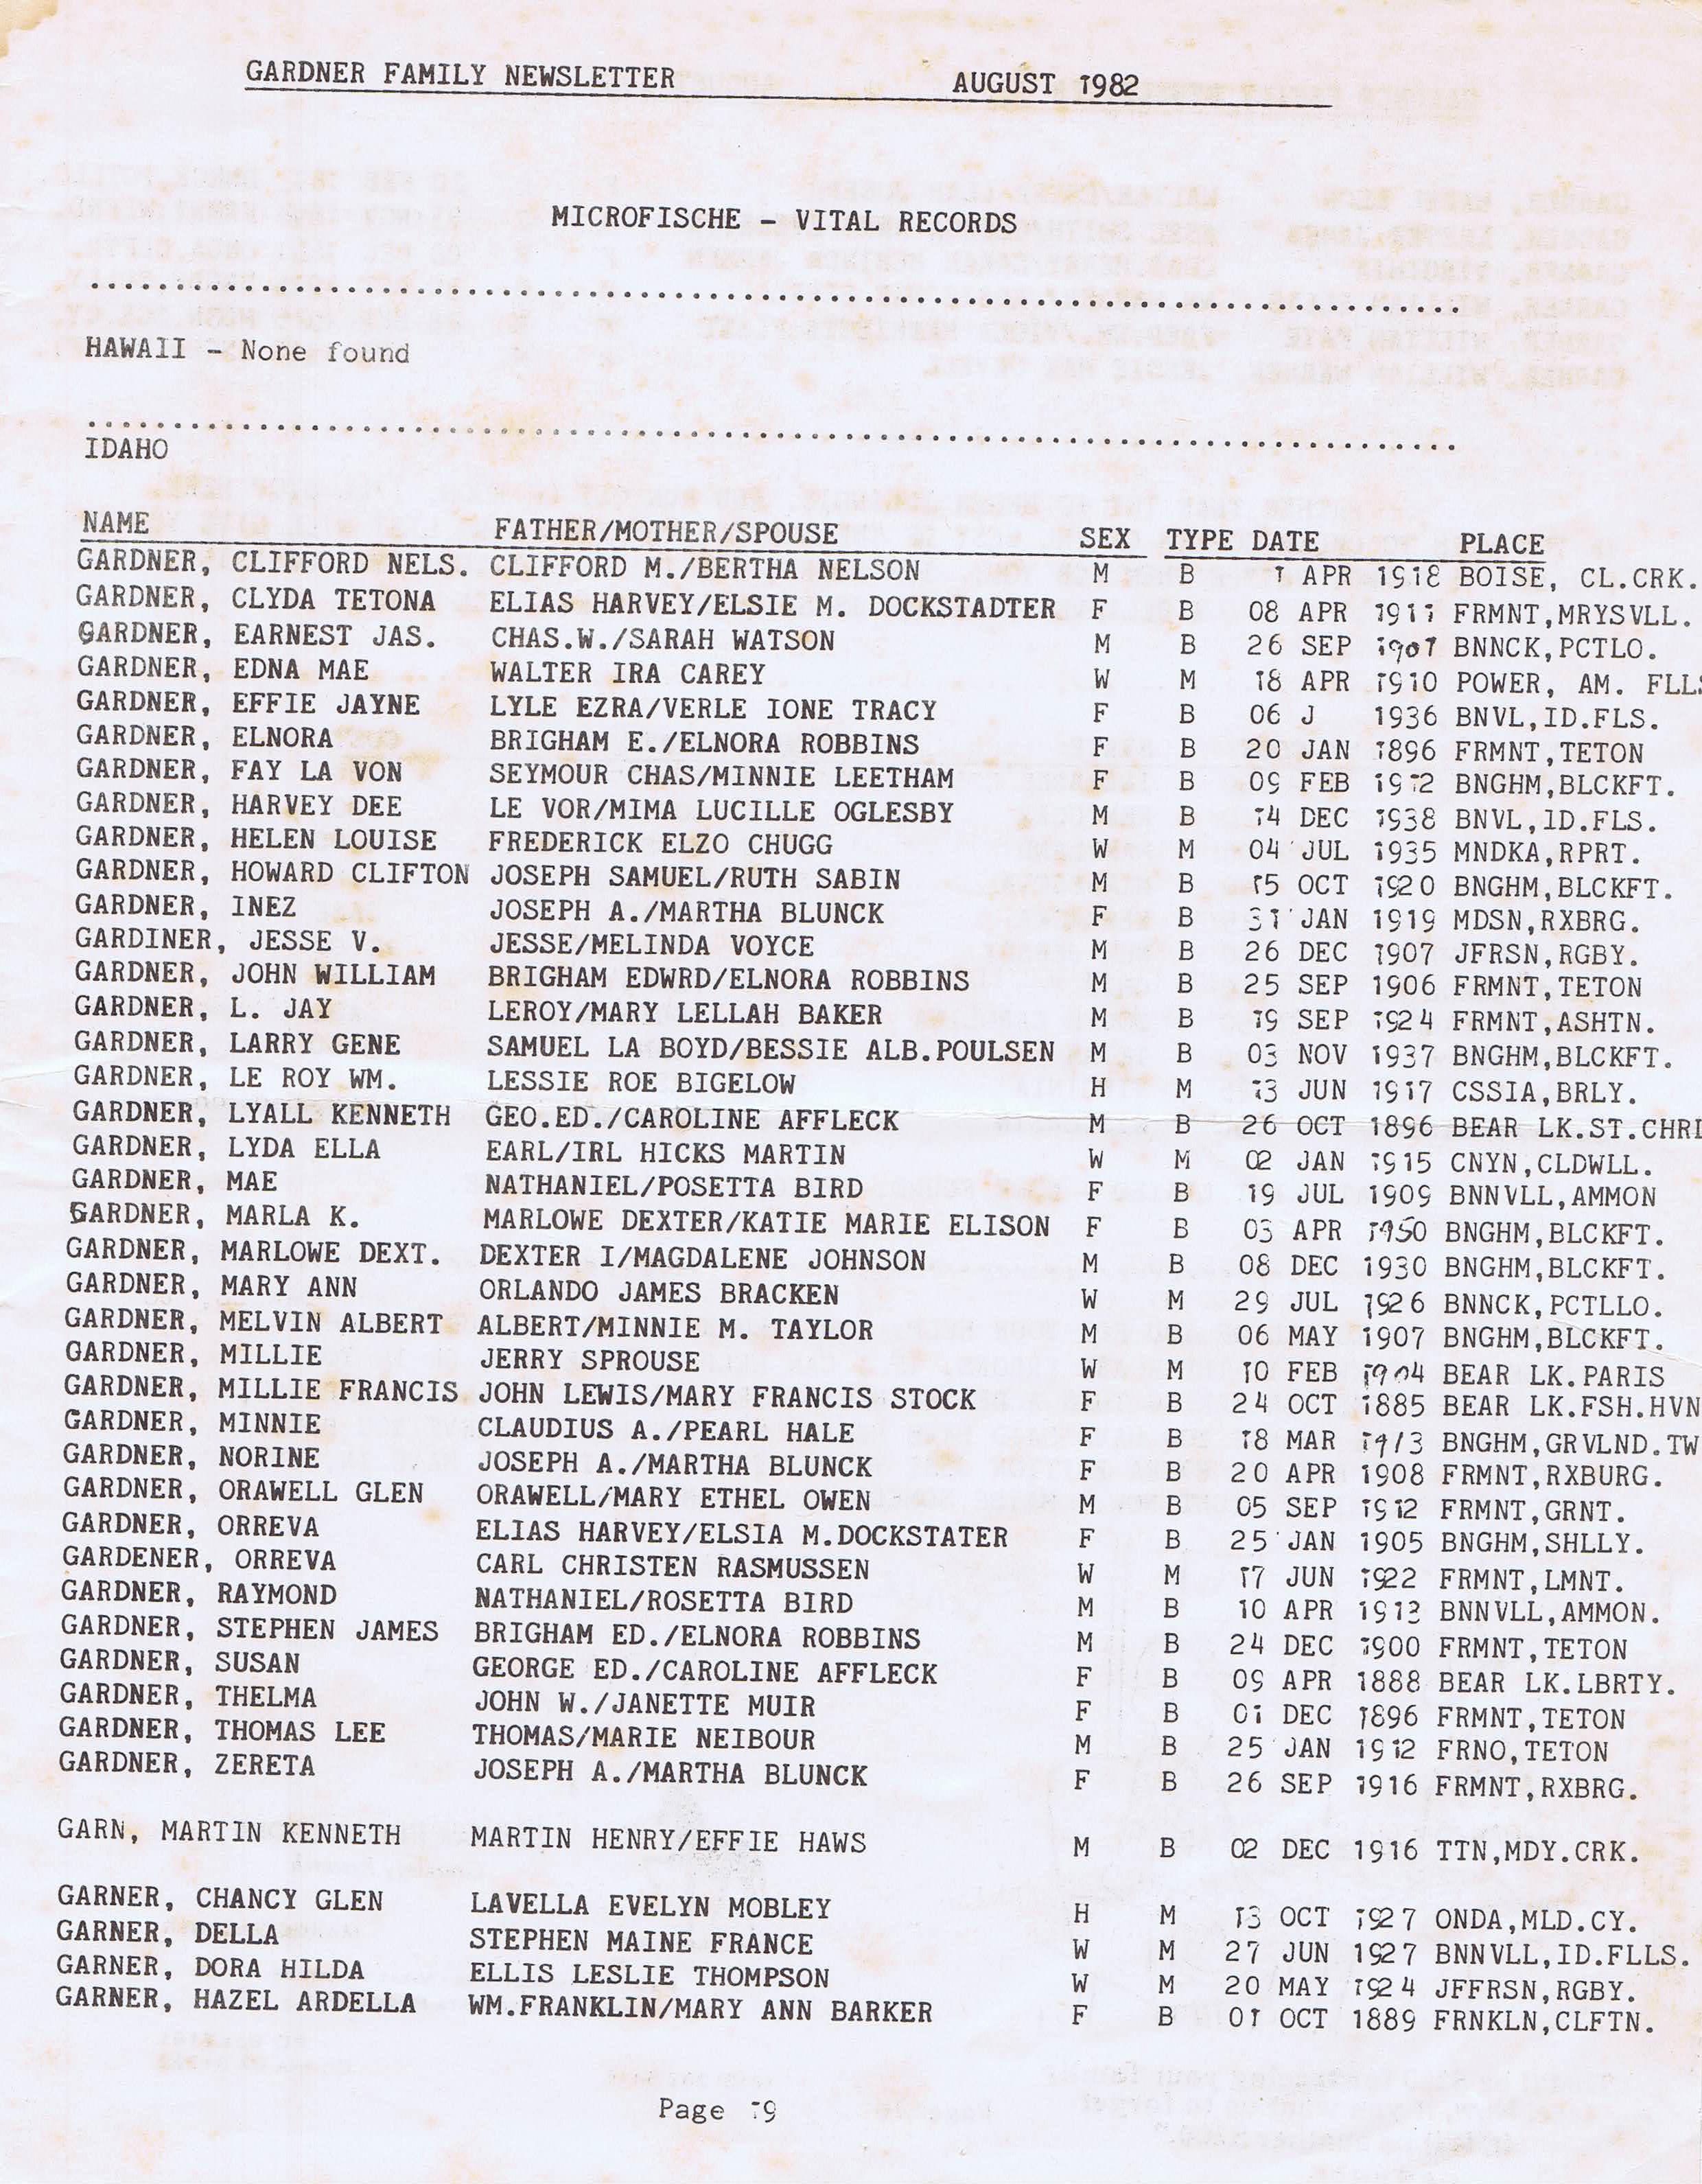 GARDNER FAMILY NEWSLETTER AUGUST 1982
MICROFISCHE - VITAL RECORDS
HAWAII - None found
IDAHO
NAME FATHER/MOTHER/SPOUSE SEX TYPE DATE PLACE
GARDNER, CLIFFORD NELS. CLIFFORD M./BERTHA NELSON M B 1 APR 1918 BOISE, CL.CRK.
GARDNER, CLYDA TETONA ELIAS HARVEY/ELSIE M. DOCKSTADTER F B 08 APR 1911 FRMNT,MRYSVLL.
GARDNER, EARNEST JAS. CHAS.W./SARAH WATSON M B 26 SEP 1907 BNNCK,PCTLO.
GARDNER, EDNA MAE WALTER IRA CAREY W M 18 APR 1910 POWER, AM. FLLS
GARDNER, EFFIE JAYNE LYLE EZRA/VERLE IONE TRACY F B 06 J 1936 BNVL,ID.FLS.
GARDNER, ELNORA BRIGHAM E./ELNORA ROBBINS F B 20 JAN 1896 FRMNT,TETON
GARDNER, FAY LA VON SEYMOUR CHAS/MINNIE LEETHAM F B 09 FEB 1912 BNGHM,BLCKFT.
GARDNER, HARVEY DEE LE VOR/MIMA LUCILLE OGLESBY M B 14 DEC 1938 BNVL,ID.FLS.
GARDNER, HELEN LOUISE FREDERICK ELZO CHUGG W M 04 JUL 1935 MNDKA,RPRT.
GARDNER, HOWARD CLIFTON JOSEPH SAMUEL/RUTH SABIN M B 15 OCT 1920 BNGHM,BLCKFT.
GARDNER, INEZ JOSEPH A./MARTHA BLUNCK F B 31 JAN 1919 MDSN,RXBRG.
GARDINER, JESSE V. JESSE/MELINDA VOYCE M B 26 DEC 1907 JFRSN,RGBY.
GARDNER, JOHN WILLIAM BRIGHAM EDWRD/ELNORA ROBBINS M B 25 SEP 1906 FRMNT,TETON
GARDNER, L. JAY LEROY/MARY LELLAH BAKER M B 19 SEP 1924 FRMNT,ASHTN.
GARDNER, LARRY GENE SAMUEL LA BOYD/BESSIE ALB.POULSEN M B 03 NOV 1937 BNGHM,BLCKFT.
GARDNER, LE ROY WM. LESSIE ROE BIGELOW H M 13 JUN 1917 CSSIA,BRLY.
GARDNER, LYALL KENNETH GEO.ED./CAROLINE AFFLECK M B 26 OCT 1896 BEAR LK.ST.CHRL
GARDNER, LYDA ELLA EARL/IRL HICKS MARTIN W M 02 JAN 1915 CNYN,CLDWLL.
GARDNER, MAE NATHANIEL/POSETTA BIRD F B 19 JUL 1909 BNNVLL,AMMON
GARDNER, MARLA K. MARLOWE DEXTER/KATIE MARIE ELISON F B 03 APR 1950 BNGHM,BLCKFT.
GARDNER, MARLOWE DEXT. DEXTER I/MAGDALENE JOHNSON M B 08 DEC 1930 BNGHM,BLCKFT.
GARDNER, MARY ANN ORLANDO JAMES BRACKEN W M 29 JUL 1926 BNNCK,PCTLLO.
GARDNER, MELVIN ALBERT ALBERT/MINNIE M. TAYLOR M B 06 MAY 1907 BNGHM,BLCKFT.
GARDNER, MILLIE JERRY SPROUSE W M 10 FEB 1904 BEAR LK.PARIS
GARDNER, MILLIE FRANCIS JOHN LEWIS/MARY FRANCIS STOCK F B 24 OCT 1885 BEAR LK.FSH.HVN
GARDNER, MINNIE CLAUDIUS A./PEARL HALE F B 18 MAR 1913 BNGHM,GRVLND.TW
GARDNER, NORINE JOSEPH A./MARTHA BLUNCK F B 20 APR 1908 FRMNT,RXBURG.
GARDNER, ORAWELL GLEN ORAWELL/MARY ETHEL OWEN M B 05 SEP 1912 FRMNT,GRNT.
GARDNER, ORREVA ELIAS HARVEY/ELSIA M.DOCKSTATER F B 25 JAN 1905 BNGHM,SHLLY.
GARDENER, ORREVA CARL CHRISTEN RASMUSSEN W M 17 JUN 1922 FRMNT,LMNT.
GARDNER, RAYMOND NATHANIEL/ROSETTA BIRD M B 10 APR 1912 BNNVLL,AMMON.
GARDNER, STEPHEN JAMES BRIGHAM ED./ELNORA ROBBINS M B 24 DEC 1900 FRMNT,TETON
GARDNER, SUSAN GEORGE ED./CAROLINE AFFLECK F B 09 APR 1888 BEAR LK.LBRTY.
GARDNER, THELMA JOHN W./JANETTE MUIR F B 01 DEC 1896 FRMNT,TETON
GARDNER, THOMAS LEE THOMAS/MARIE NEIBOUR M B 25 JAN 1912 FRNO,TETON
GARDNER, ZERETA JOSEPH A./MARTHA BLUNCK F B 26 SEP 1916 FRMNT,RXBRG.
GARN, MARTIN KENNETH MARTIN HENRY/EFFIE HAWS M B 02 DEC 1916 TTN,MDY.CRK.
GARNER, CHANCY GLEN LAVELLA EVELYN MOBLEY H M 13 OCT 1927 ONDA,MLD.CY.
GARNER, DELLA STEPHEN MAINE FRANCE W M 27 JUN 1927 BNNVLL,ID.FLLS.
GARNER, DORA HILDA ELLIS LESLIE THOMPSON W M 20 MAY 1924 JFFRSN,RGBY.
GARNER, HAZEL ARDELLA WM.FRANKLIN/MARY ANN BARKER F B 01 OCT 1889 FRNKLN,CLFTN.
Page 19